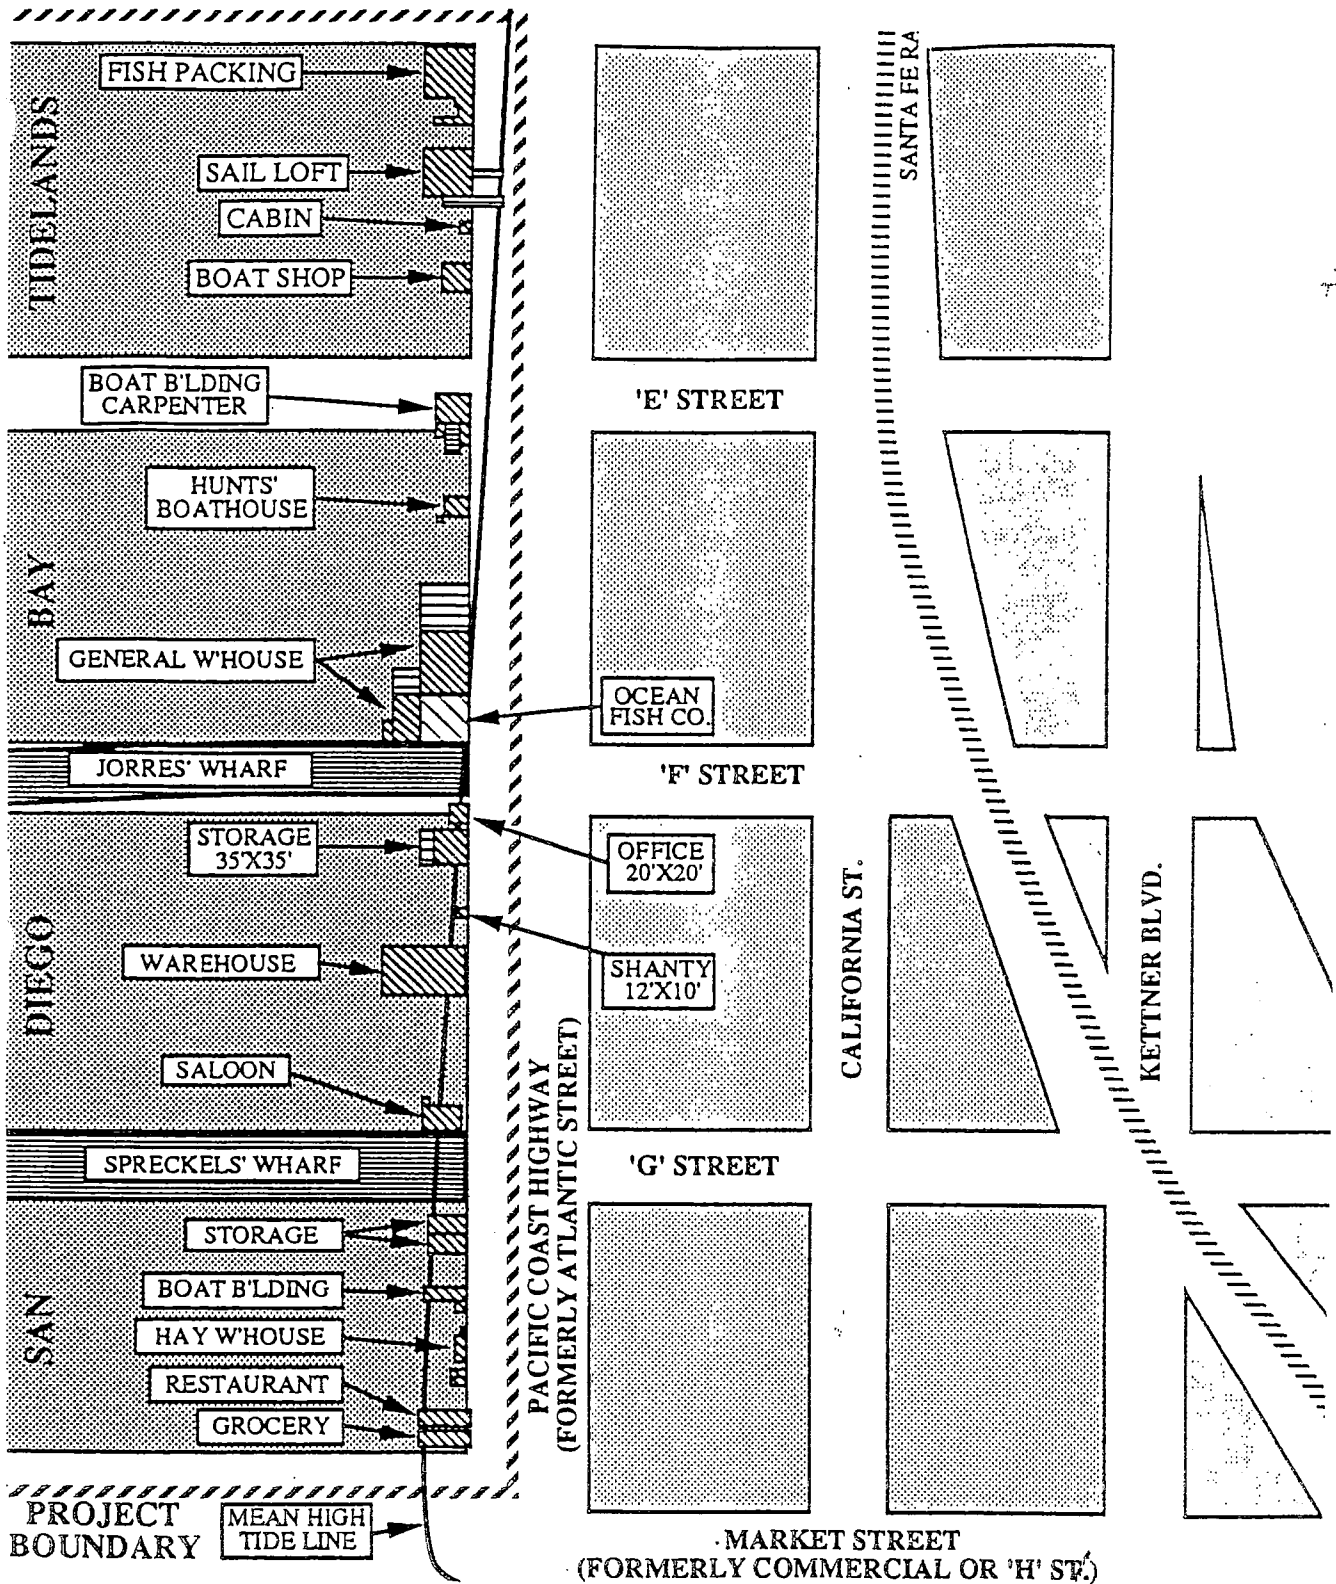 FISH PACKING
SANTA FE RA
TIDELANDS
SAIL LOFT
CABIN
BOAT SHOP
BOAT B'LDING
CARPENTER
'E' STREET
HUNTS'
BOATHOUSE
BAY
GENERAL W'HOUSE
OCEAN
FISH CO.
JORRES' WHARF
'F' STREET
STORAGE
35'X35'
OFFICE
20'X20'
CALIFORNIA ST.
KETTNER BLVD.
DIEGO
WAREHOUSE
SHANTY
12'X10'
SALOON
PACIFIC COAST HIGHWAY
(FORMERLY ATLANTIC STREET)
SPRECKELS' WHARF
'G' STREET
STORAGE
BOAT B'LDING
SAN
HAY W'HOUSE
RESTAURANT
GROCERY
PROJECT
BOUNDARY
MEAN HIGH
TIDE LINE
MARKET STREET
(FORMERLY COMMERCIAL OR 'H' ST.)